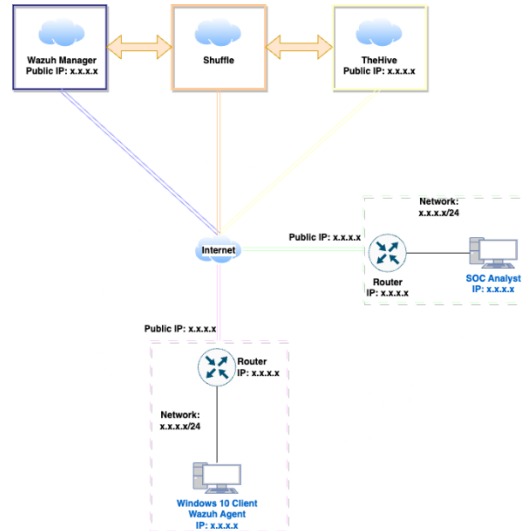 Wazuh Manager
Public IP: x.x.x.x
Shuffle
TheHive
Public IP: x.x.x.x
Network:
x.x.x.x/24
Public IP: x.x.x.x
Internet
Router
IP: x.x.x.x
SOC Analyst
IP: x.x.x.x
Public IP: x.x.x.x
Router
IP: x.x.x.x
Network:
x.x.x.x/24
Windows 10 Client
Wazuh Agent
IP: x.x.x.x